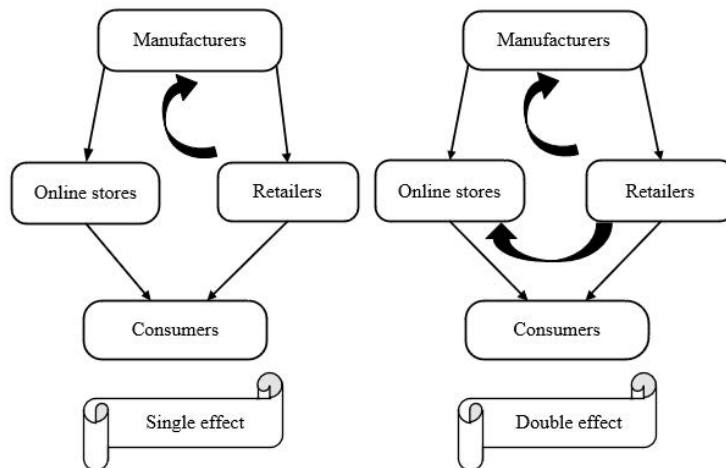 Manufacturers
Online stores
Retailers
Consumers
Single effect
Manufacturers
Online stores
Retailers
Consumers
Double effect